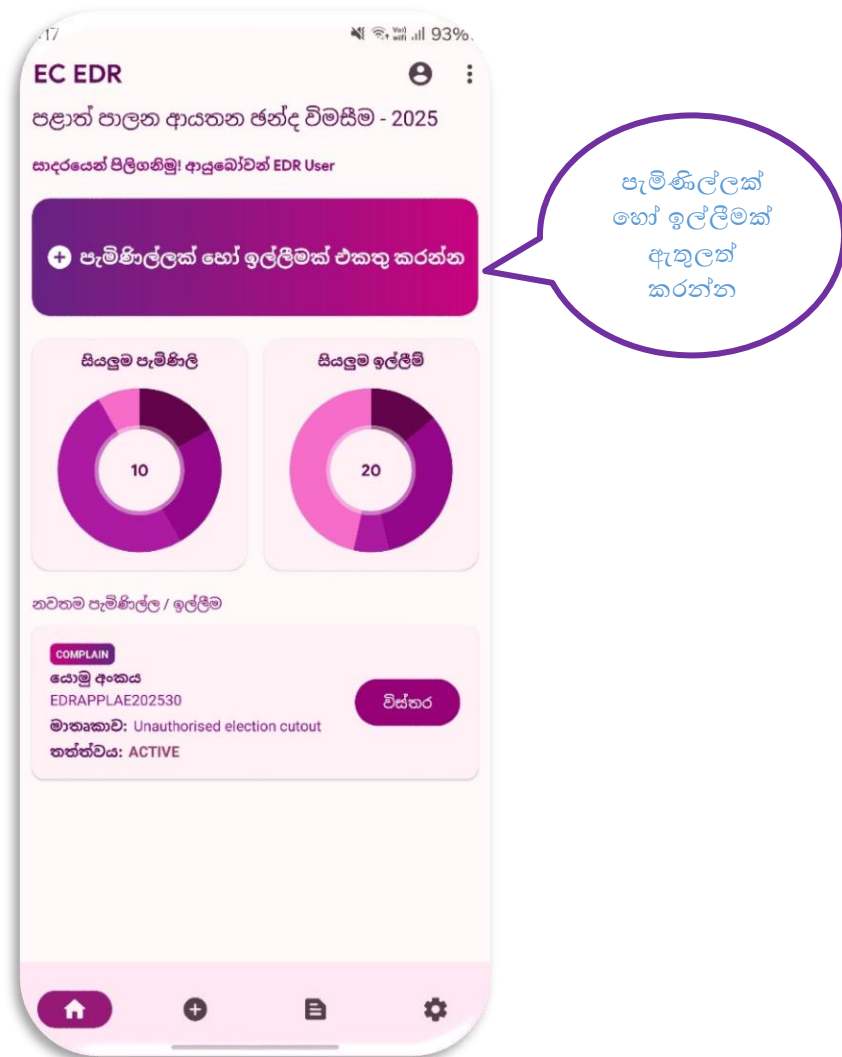 :17
Vo) wifi 93%
EC EDR
පළාත් පාලන ආයතන ඡන්ද විමසීම - 2025
සාදරයෙන් පිලිගනිමු! ආයුබෝවන් EDR User
පැමිණිල්ලක් හෝ ඉල්ලීමක් එකතු කරන්න
පැමිණිල්ලක්
හෝ ඉල්ලීමක්
ඇතුලත්
කරන්න
සියලුම පැමිණිලි
සියලුම ඉල්ලීම්
10
20
නවතම පැමිණිල්ල / ඉල්ලීම
COMPLAIN
යොමු අංකය
EDRAPPLAE202530
විස්තර
මාතෘකාව: Unauthorised election cutout
තත්ත්වය: ACTIVE